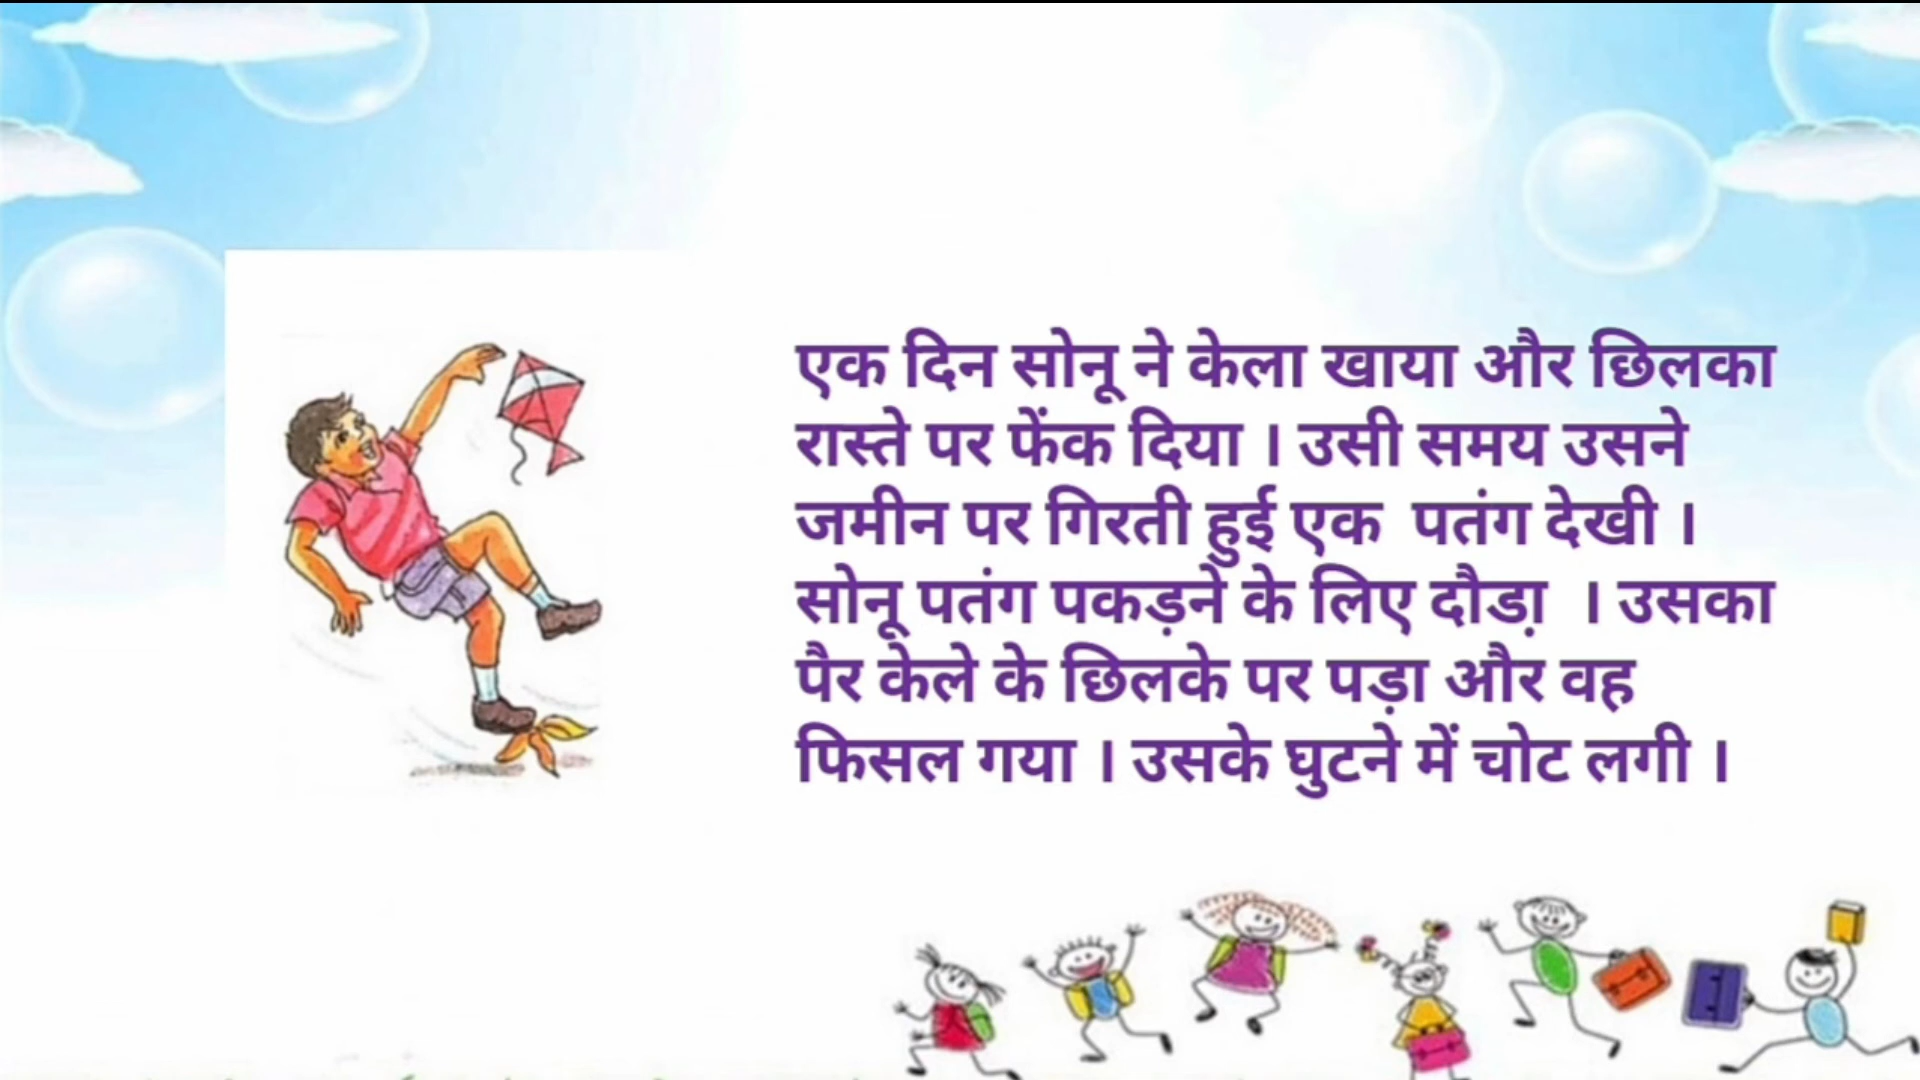 एक दिन सोनू ने केला खाया और छिलका
रास्ते पर फेंक दिया । उसी समय उसने
जमीन पर गिरती हुई एक  पतंग देखी ।
सोनू पतंग पकड़ने के लिए दौडा़  । उसका
पैर केले के छिलके पर पड़ा और वह
फिसल गया । उसके घुटने में चोट लगी ।